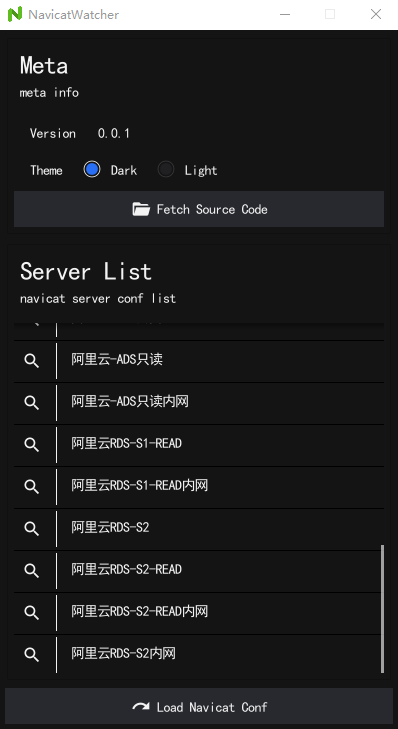 NavicatWatcher
Meta
meta info
Version 0.0.1
Theme Dark Light
Fetch Source Code
Server List
navicat server conf list
阿里云-ADS只读
阿里云-ADS只读内网
阿里云RDS-S1-READ
阿里云RDS-S1-READ内网
阿里云RDS-S2
阿里云RDS-S2-READ
阿里云RDS-S2-READ内网
阿里云RDS-S2内网
Load Navicat Conf